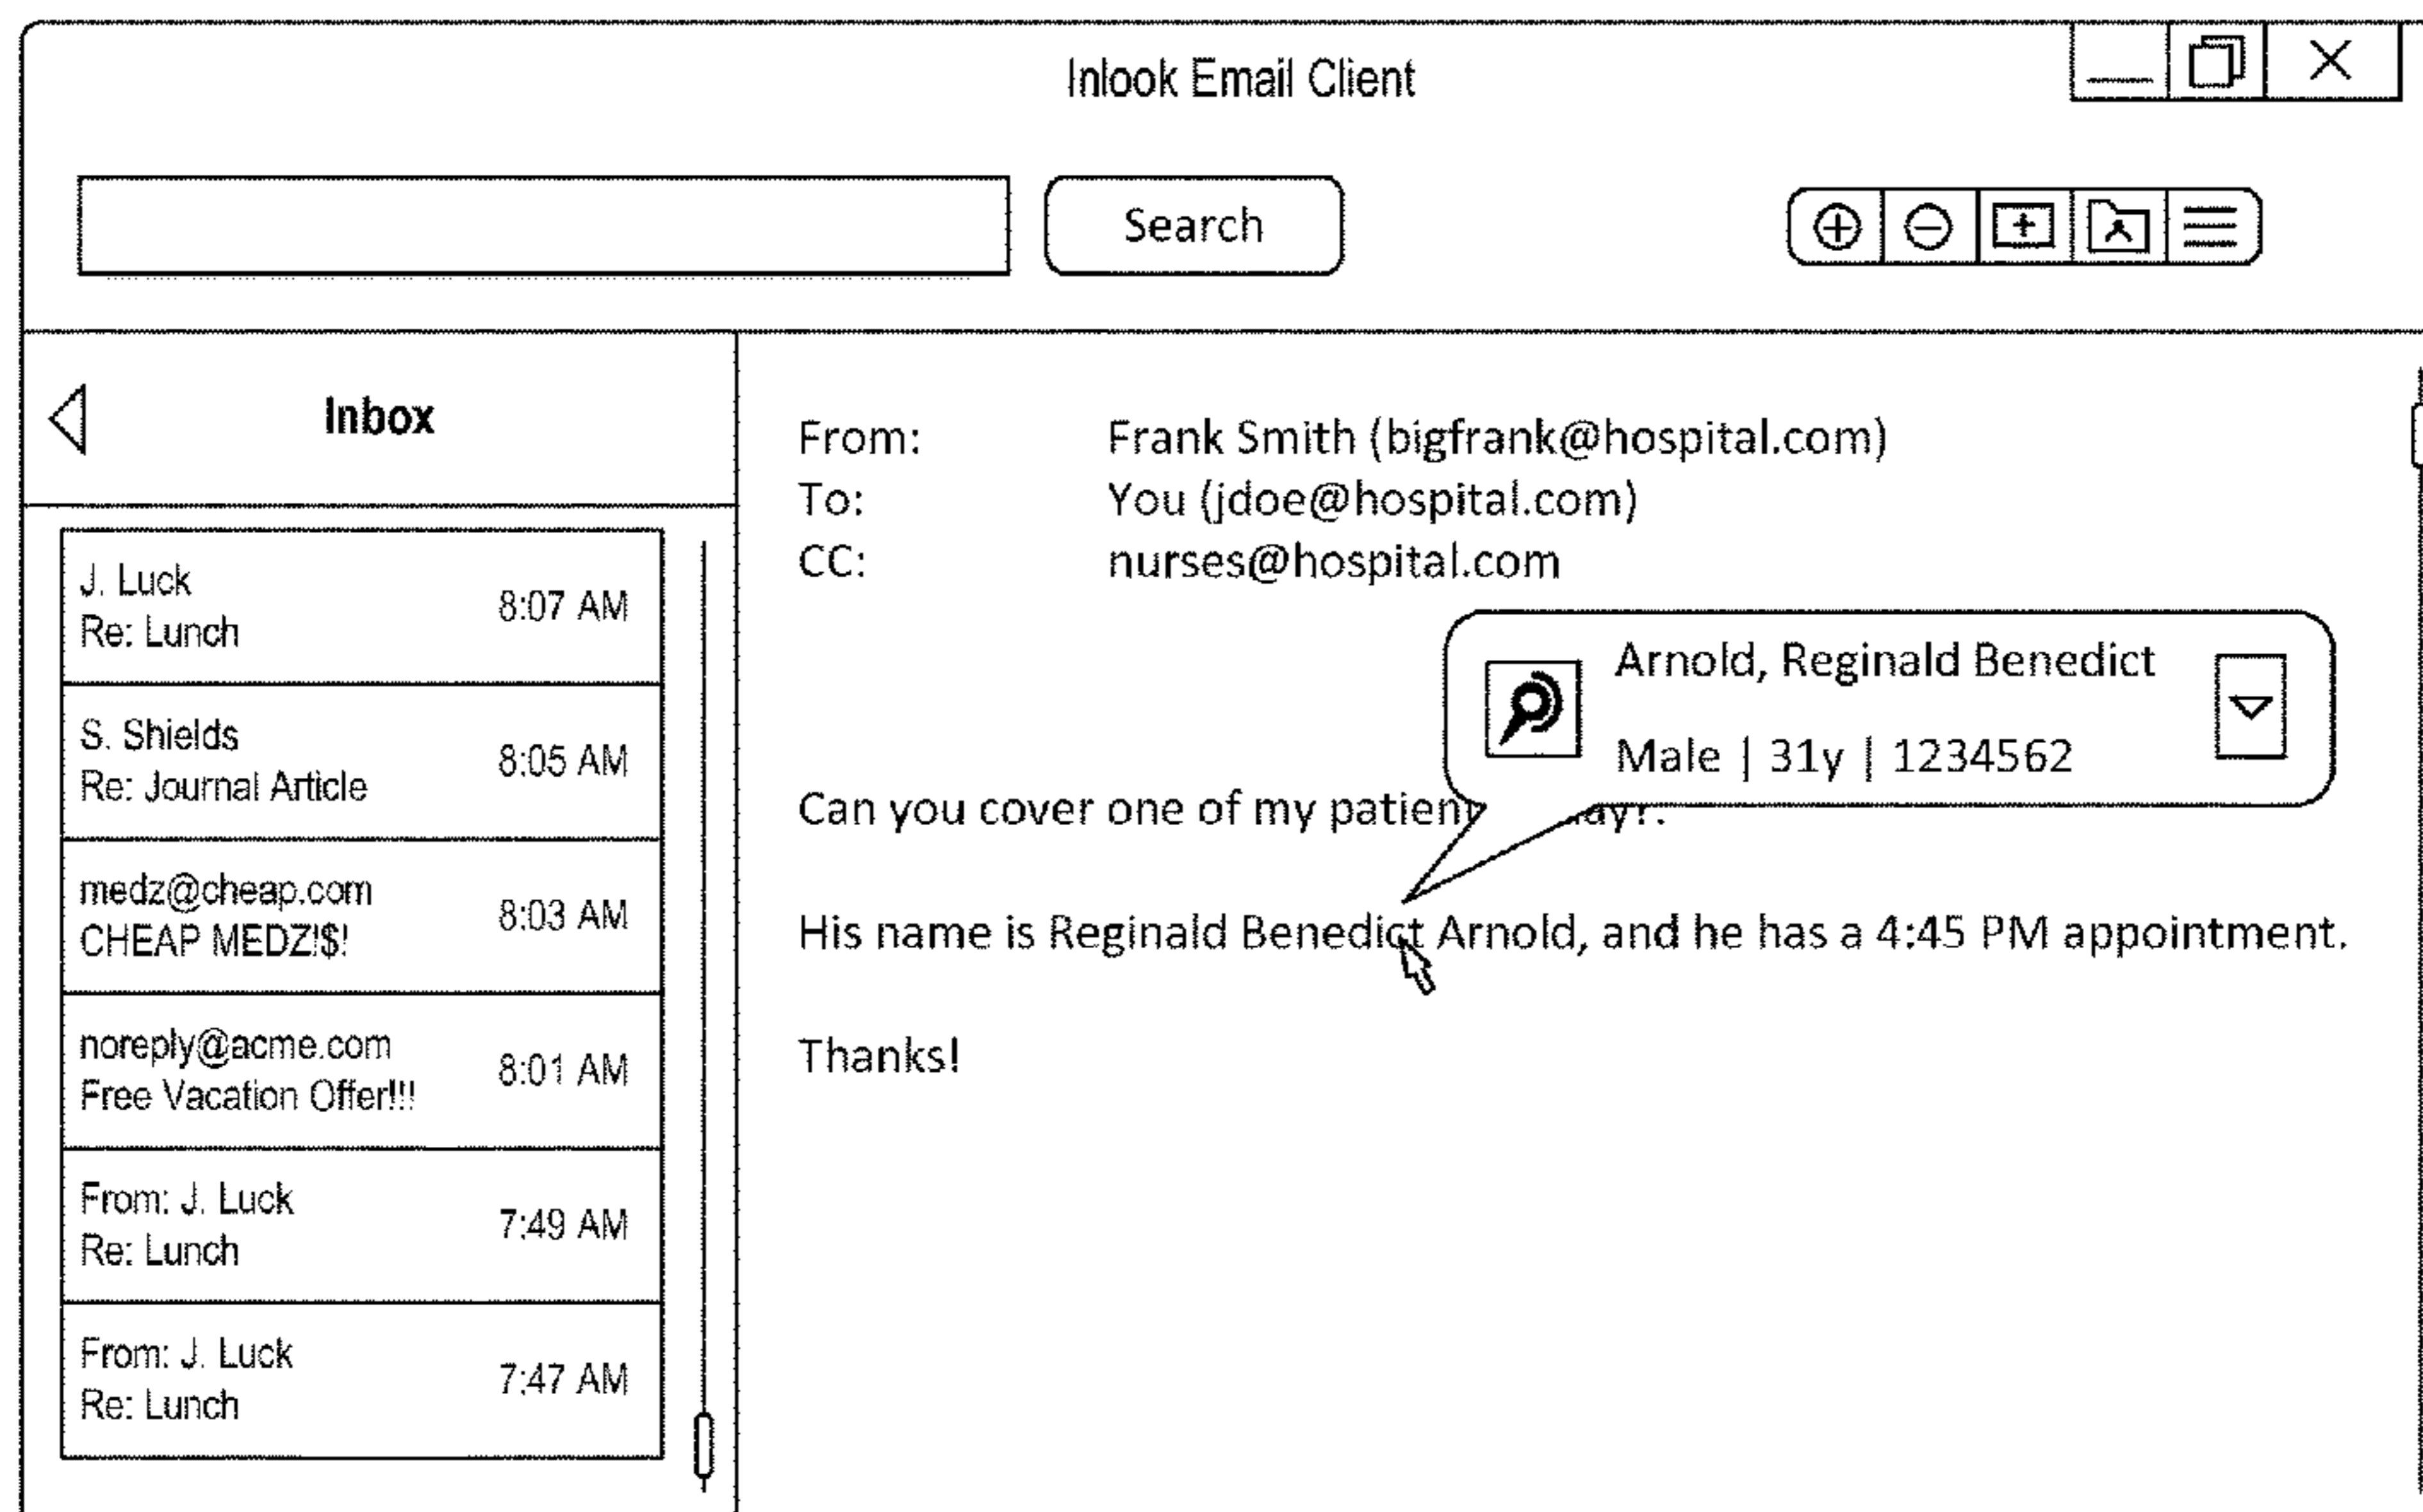 Inlook Email Client
Search
Inbox
J. Luck
Re: Lunch
8:07 AM
S. Shields
Re: Journal Article
8:05 AM
medz@cheap.com
CHEAP MEDZ!$!
8:03 AM
noreply@acme.com
Free Vacation Offer!!!
8:01 AM
From: J. Luck
Re: Lunch
7:49 AM
From: J. Luck
Re: Lunch
7:47 AM
From: Frank Smith (bigfrank@hospital.com)
To: You (jdoe@hospital.com)
CC: nurses@hospital.com
Arnold, Reginald Benedict
Male | 31y | 1234562
Can you cover one of my patient
His name is Reginald Benedict Arnold, and he has a 4:45 PM appointment.
Thanks!